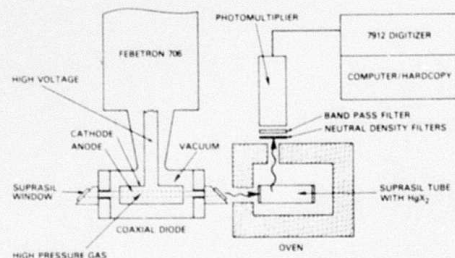 PHOTOMULTIPLIER
7912 DIGITIZER
FEBETRON 706
COMPUTER/HARDCOPY
HIGH VOLTAGE
BAND PASS FILTER
NEUTRAL DENSITY FILTERS
CATHODE
ANODE
VACUUM
SUPRASIL
WINDOW
SUPRASIL TUBE
WITH HgX2
COAXIAL DIODE
OVEN
HIGH PRESSURE GAS